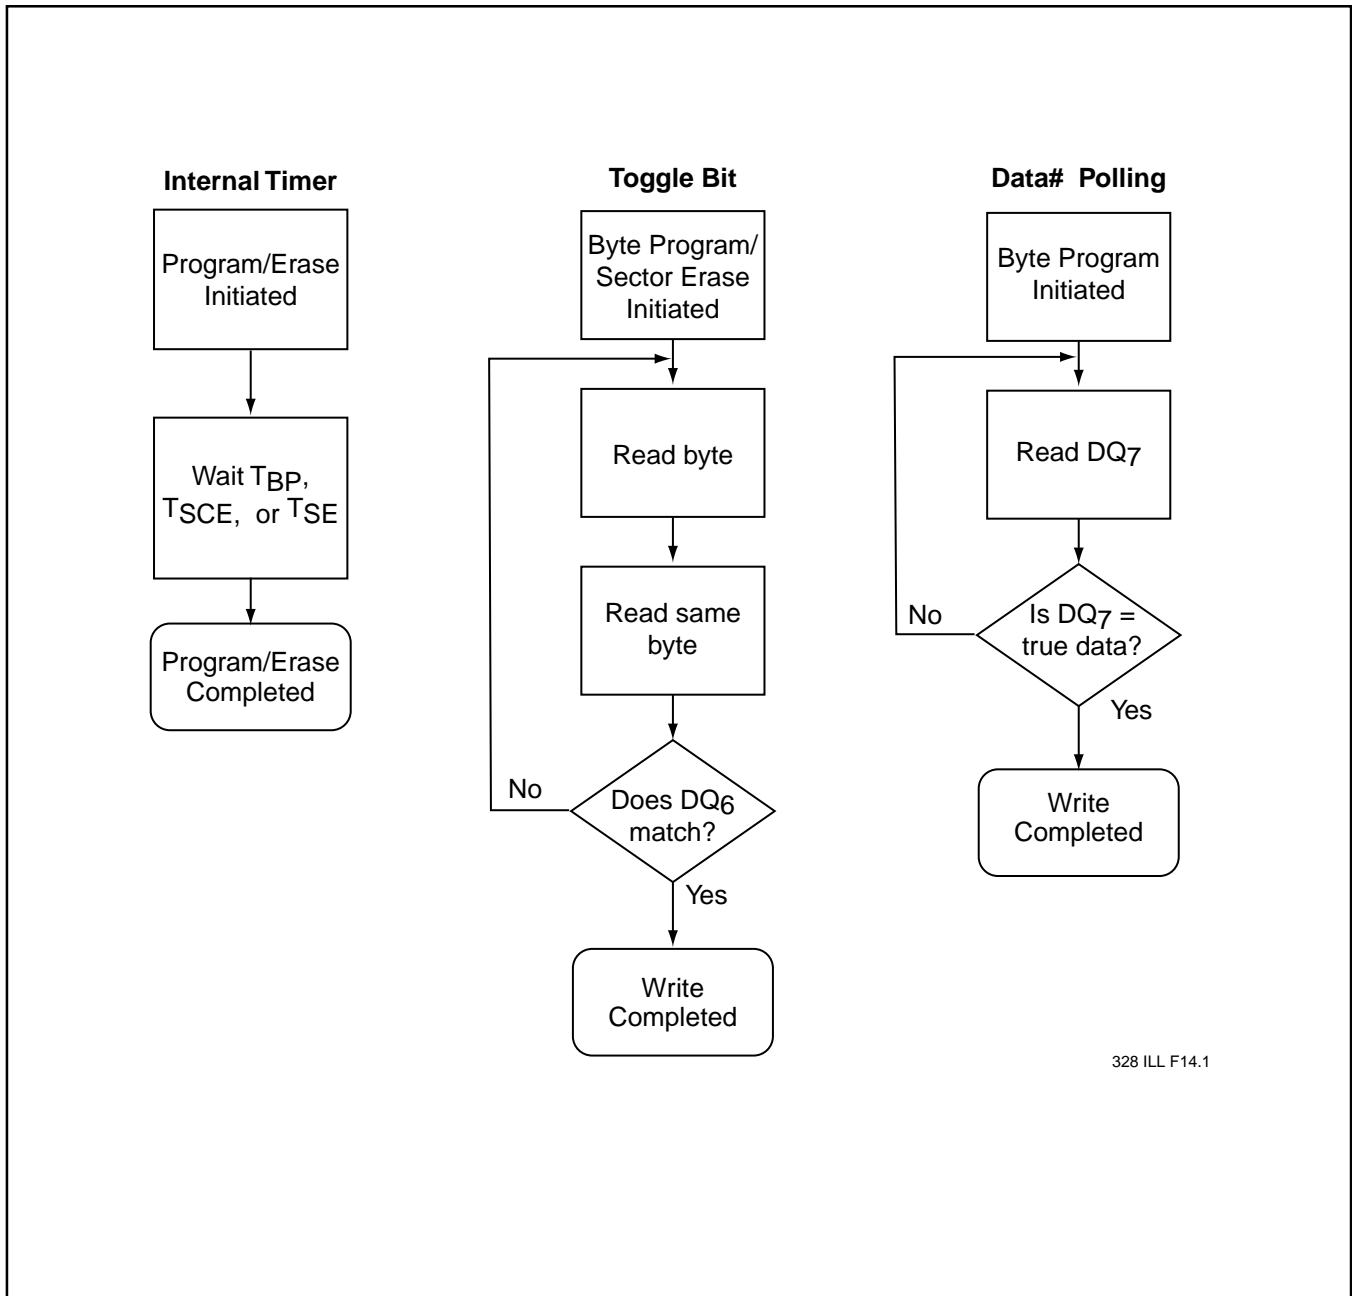 Internal Timer
Program/Erase
Initiated
Wait TBP,
TSCE, or TSE
Program/Erase
Completed
Toggle Bit
Byte Program/
Sector Erase
Initiated
Read byte
Read same
byte
No
Does DQ6
match?
Yes
Write
Completed
Data# Polling
Byte Program
Initiated
Read DQ7
No
Is DQ7 =
true data?
Yes
Write
Completed
328 ILL F14.1